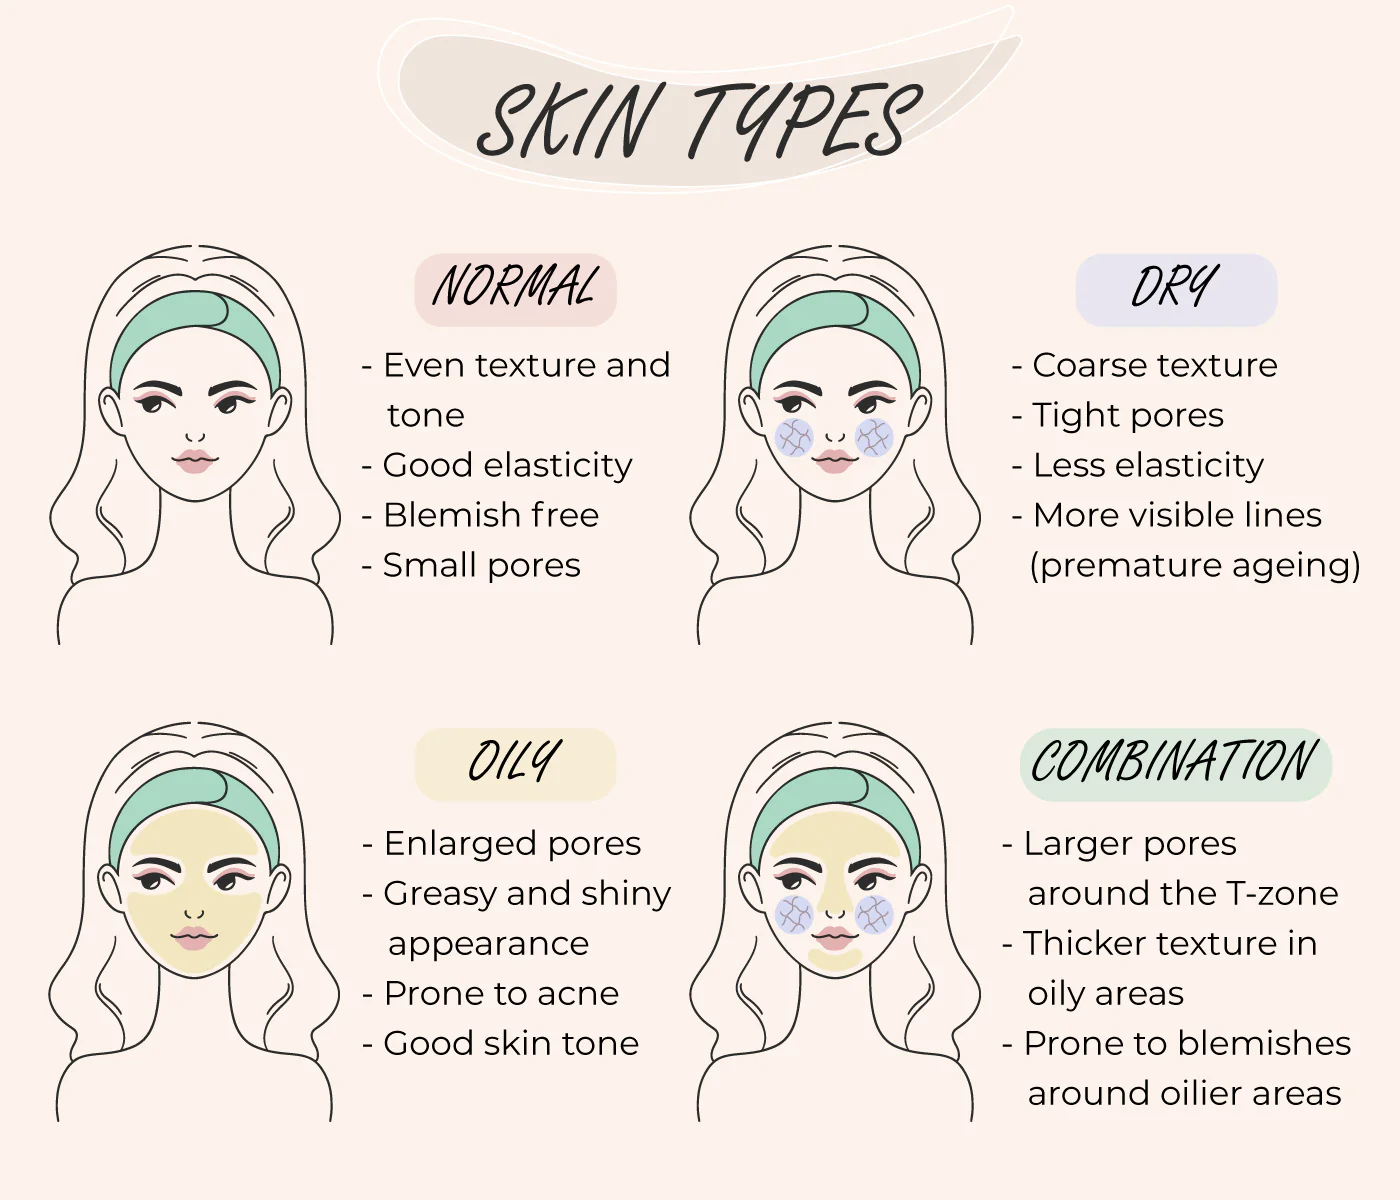 SKIN TYPES
NORMAL
- Even texture and
tone
- Good elasticity
- Blemish free
- Small pores
DRY
- Coarse texture
- Tight pores
- Less elasticity
- More visible lines
(premature ageing)
OILY
- Enlarged pores
- Greasy and shiny
appearance
- Prone to acne
- Good skin tone
COMBINATION
- Larger pores
around the T-zone
- Thicker texture in
oily areas
- Prone to blemishes
around oilier areas